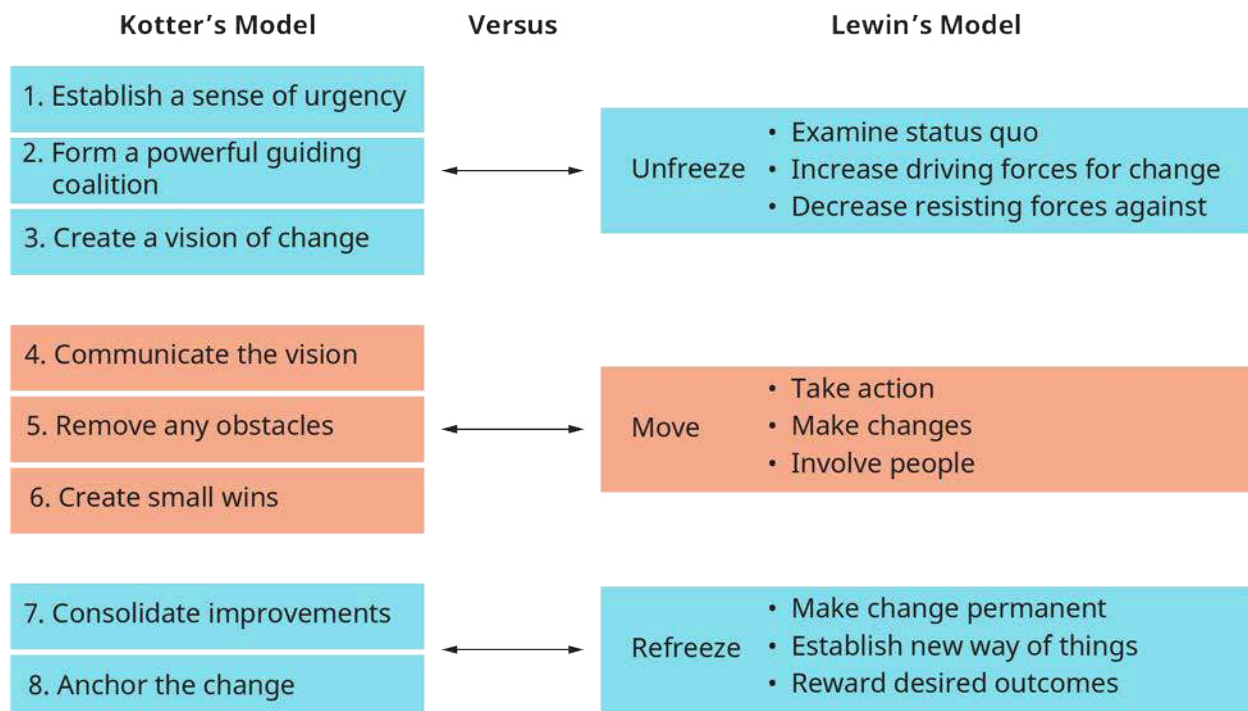 Kotter’s Model Versus Lewin’s Model
1. Establish a sense of urgency
2. Form a powerful guiding
coalition
3. Create a vision of change
Unfreeze
• Examine status quo
• Increase driving forces for change
• Decrease resisting forces against
4. Communicate the vision
5. Remove any obstacles
6. Create small wins
Move
• Take action
• Make changes
• Involve people
7. Consolidate improvements
8. Anchor the change
Refreeze
• Make change permanent
• Establish new way of things
• Reward desired outcomes